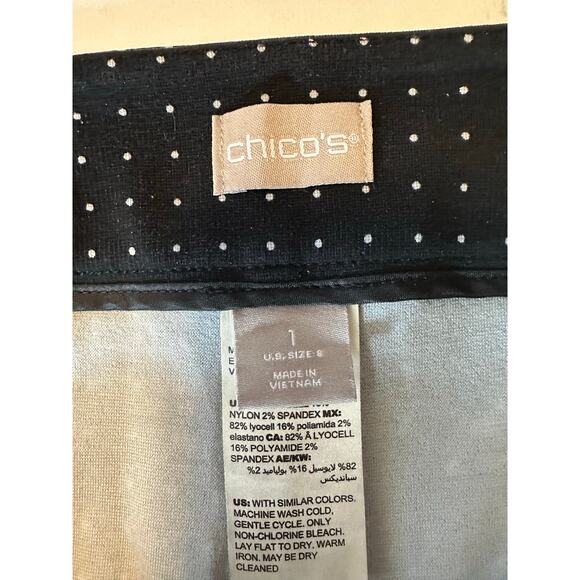 chico's®
1
U.S. SIZE 8
MADE IN
VIETNAM
NYLON 2% SPANDEX MX:
82% lyocell 16% poliamida 2%
elastano CA: 82% Â LYOCELL
16% POLYAMIDE 2%
SPANDEX AE/KW:
82% لايوسيل 16% بولياميد 2%
سبانديكس
US: WITH SIMILAR COLORS.
MACHINE WASH COLD,
GENTLE CYCLE. ONLY
NON-CHLORINE BLEACH.
LAY FLAT TO DRY. WARM
IRON. MAY BE DRY
CLEANED